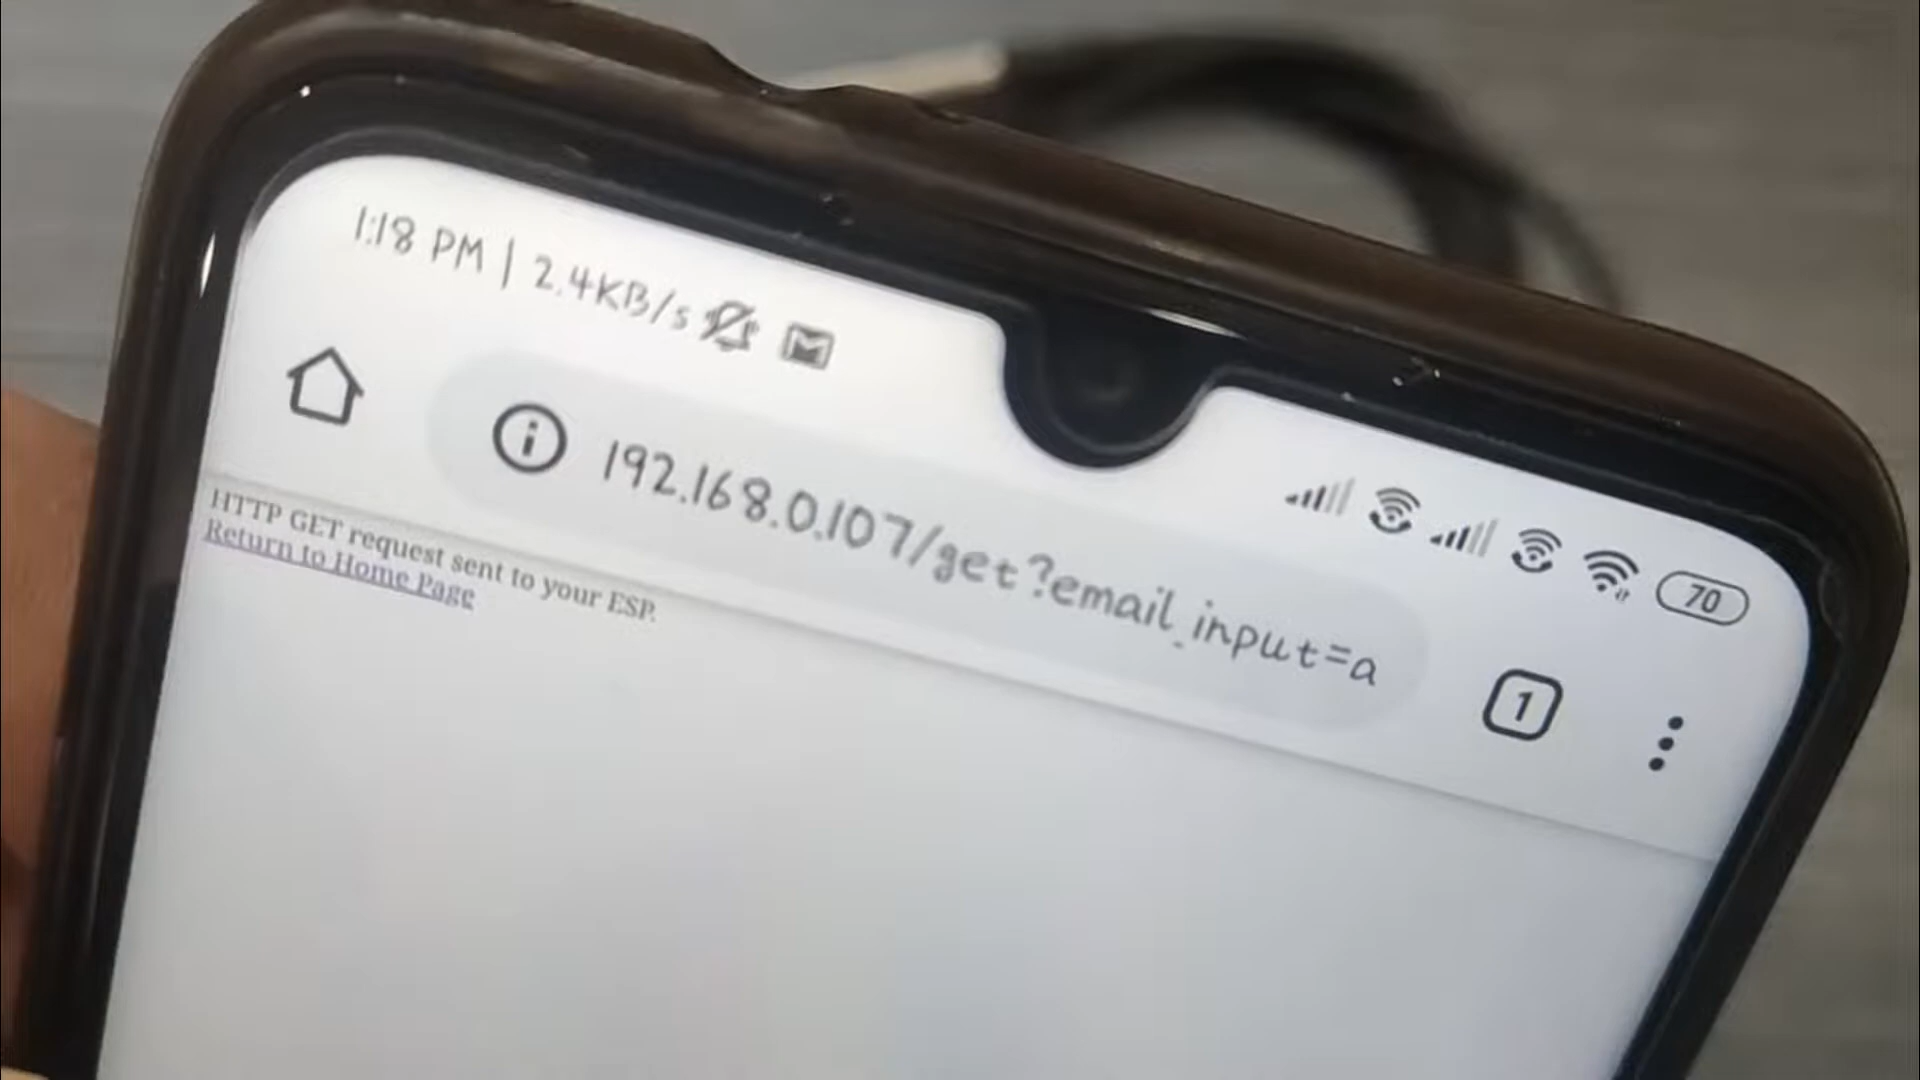 1:18 PM | 2.4KB/s
70
192.168.0.107/get?email_input=a
1
HTTP GET request sent to your ESP.
Return to Home Page